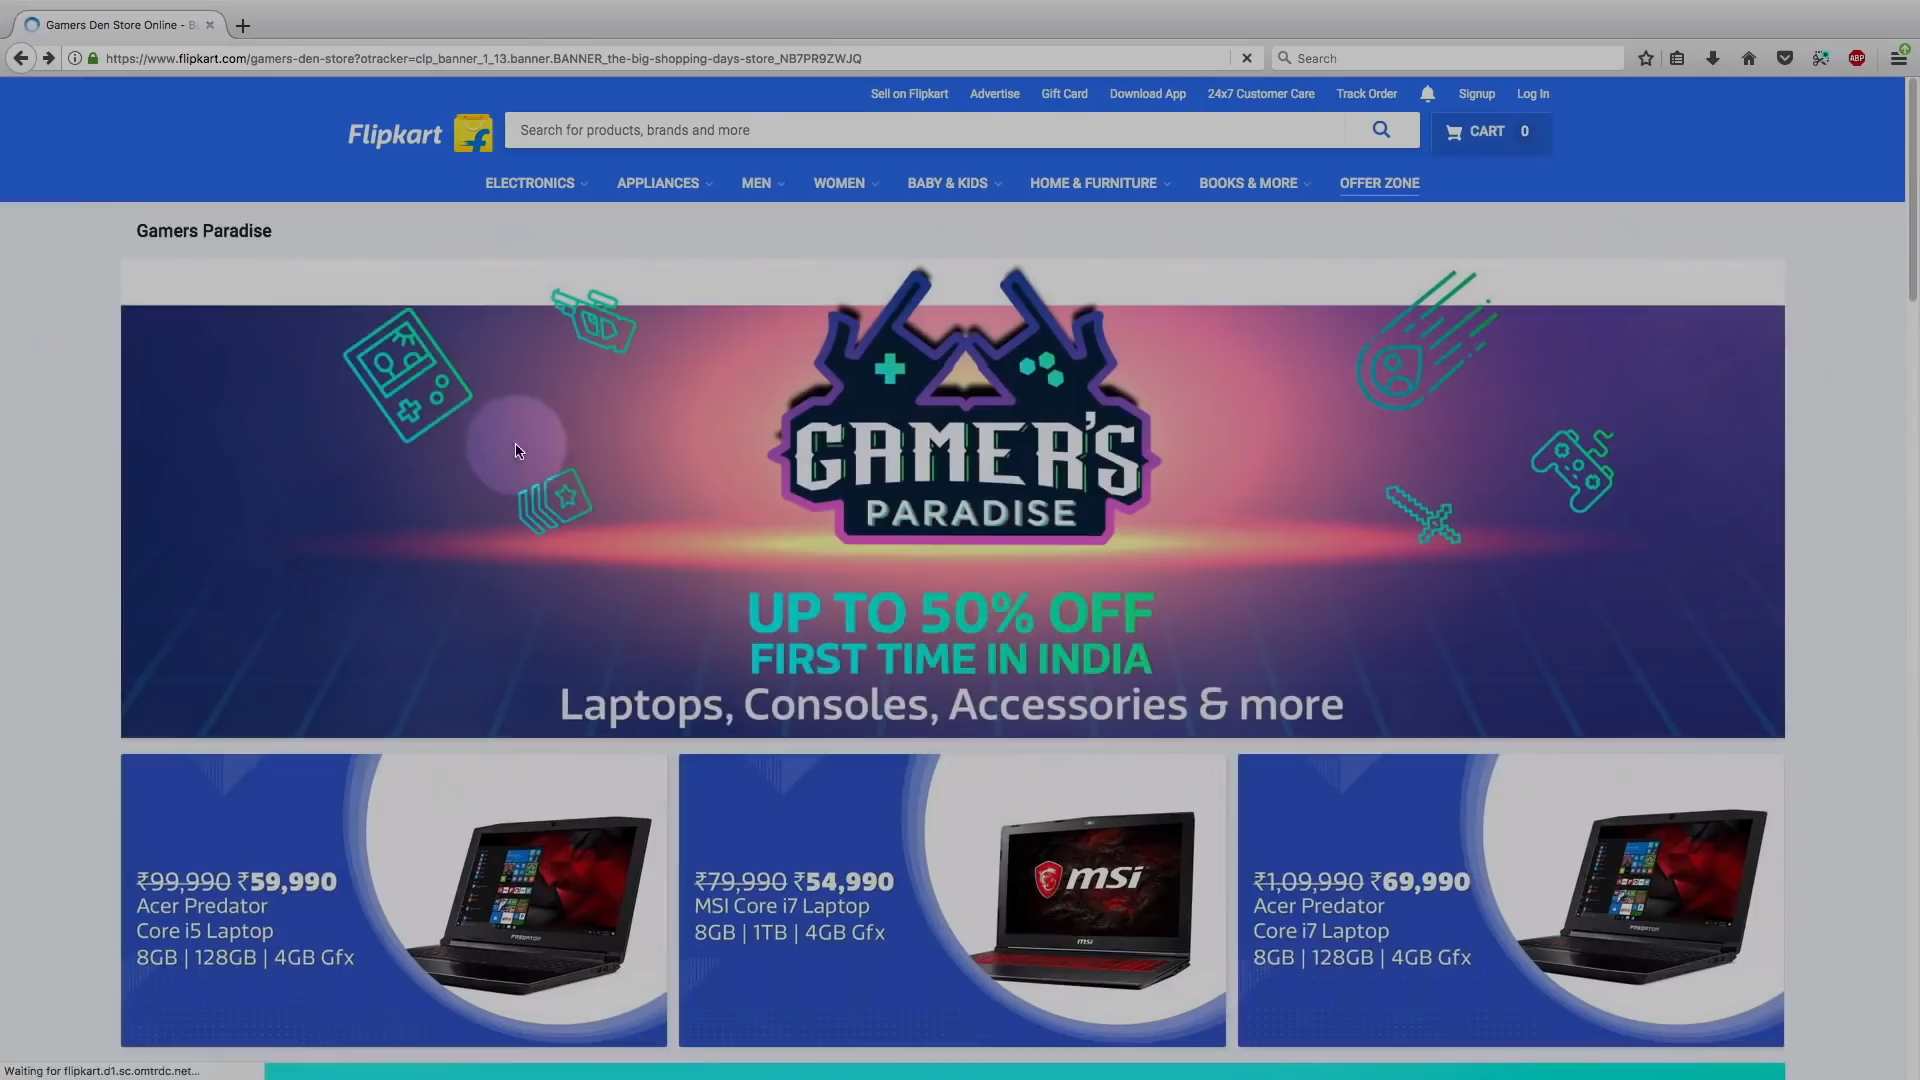 Gamers Den Store Online - B
https://www.flipkart.com/gamers-den-store?otracker=clp_banner_1_13.banner.BANNER_the-big-shopping-days-store_NB7PR9ZWJQ
Search
ABP
Sell on Flipkart Advertise Gift Card Download App 24x7 Customer Care Track Order Signup Log In
Flipkart
Search for products, brands and more
CART 0
ELECTRONICS APPLIANCES MEN WOMEN BABY & KIDS HOME & FURNITURE BOOKS & MORE OFFER ZONE
Gamers Paradise
GAMER'S
PARADISE
UP TO 50% OFF
FIRST TIME IN INDIA
Laptops, Consoles, Accessories & more
₹99,990 ₹59,990
Acer Predator
Core i5 Laptop
8GB | 128GB | 4GB Gfx
PREDATOR
₹79,990 ₹54,990
MSI Core i7 Laptop
8GB | 1TB | 4GB Gfx
msi
msi
₹1,09,990 ₹69,990
Acer Predator
Core i7 Laptop
8GB | 128GB | 4GB Gfx
PREDATOR
Waiting for flipkart.d1.sc.omtrdc.net...